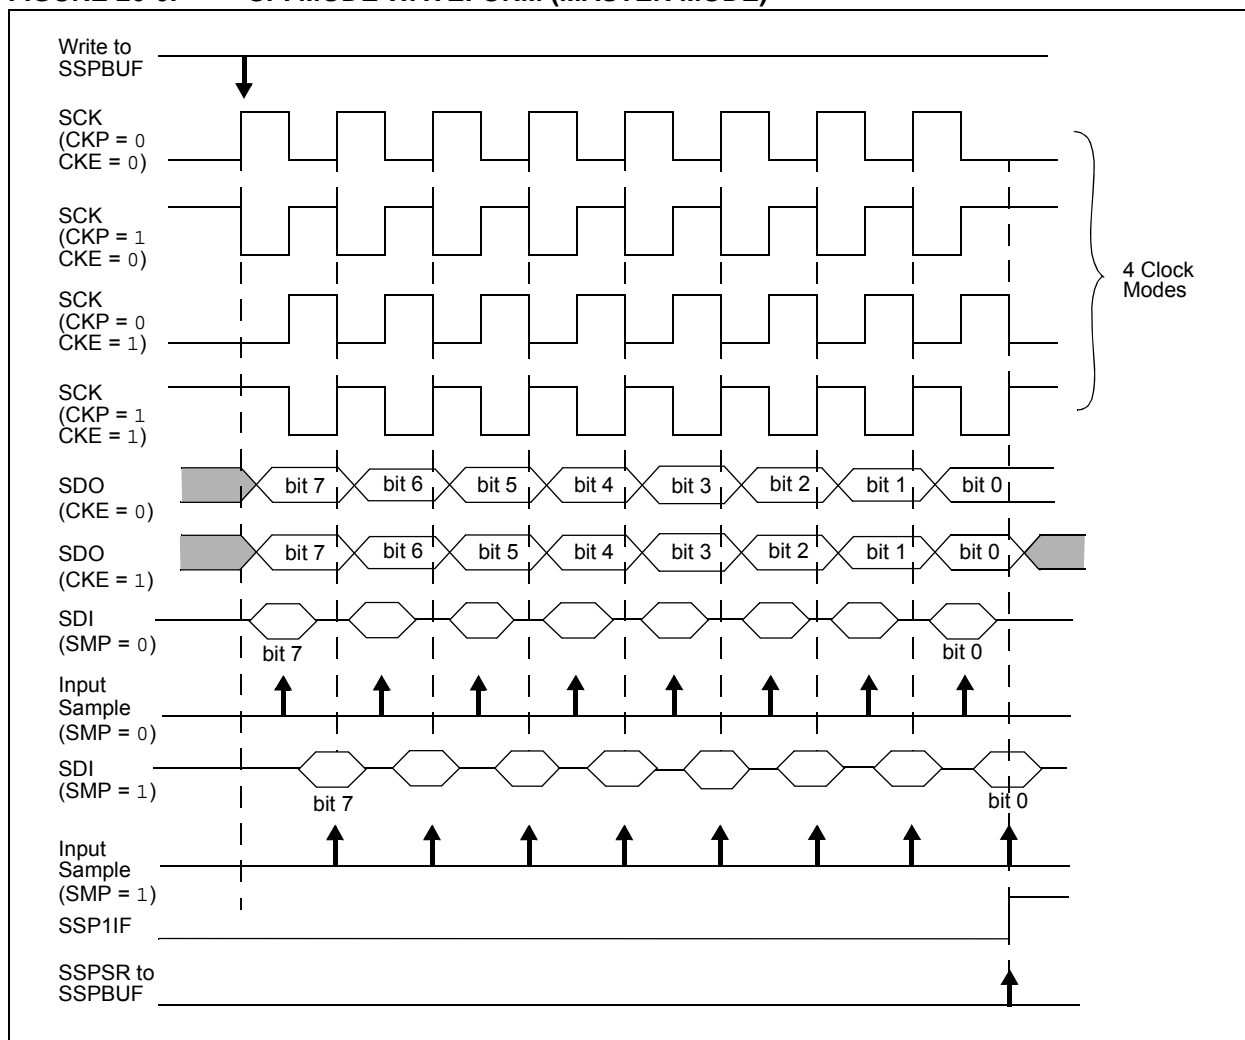 Write to
SSPBUF
SCK
(CKP = 0
CKE = 0)
SCK
(CKP = 1
CKE = 0)
SCK
(CKP = 0
CKE = 1)
SCK
(CKP = 1
CKE = 1)
4 Clock
Modes
SDO
(CKE = 0)
bit 7 bit 6 bit 5 bit 4 bit 3 bit 2 bit 1 bit 0
SDO
(CKE = 1)
bit 7 bit 6 bit 5 bit 4 bit 3 bit 2 bit 1 bit 0
SDI
(SMP = 0)
bit 7 bit 0
Input
Sample
(SMP = 0)
SDI
(SMP = 1)
bit 7 bit 0
Input
Sample
(SMP = 1)
SSP1IF
SSPSR to
SSPBUF